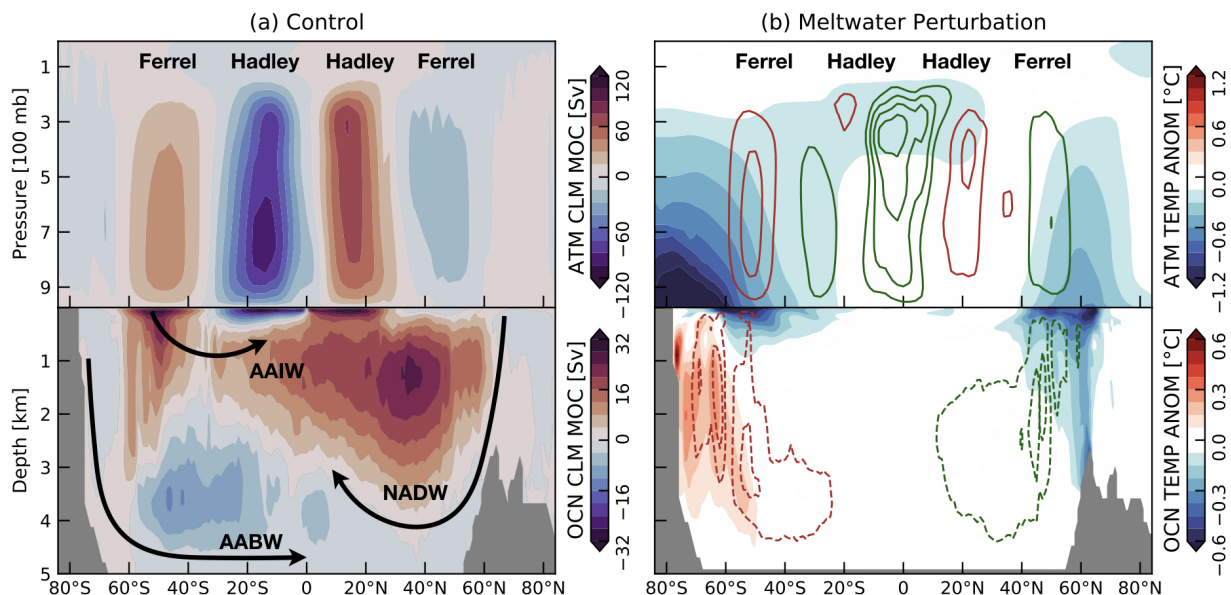 (a) Control
(b) Meltwater Perturbation
Ferrel Hadley Hadley Ferrel
Ferrel Hadley Hadley Ferrel
Pressure [100 mb]
1
3
5
7
9
120
60
0
−60
−120
ATM CLM MOC [Sv]
1.2
0.6
0
−0.6
−1.2
ATM TEMP ANOM [°C]
Depth [km]
1
2
3
4
5
AAIW
NADW
AABW
32
16
0
−16
−32
OCN CLM MOC [Sv]
0.6
0.3
0
−0.3
−0.6
OCN TEMP ANOM [°C]
80°S 60°S 40°S 20°S 0 20°N 40°N 60°N 80°N
80°S 60°S 40°S 20°S 0 20°N 40°N 60°N 80°N